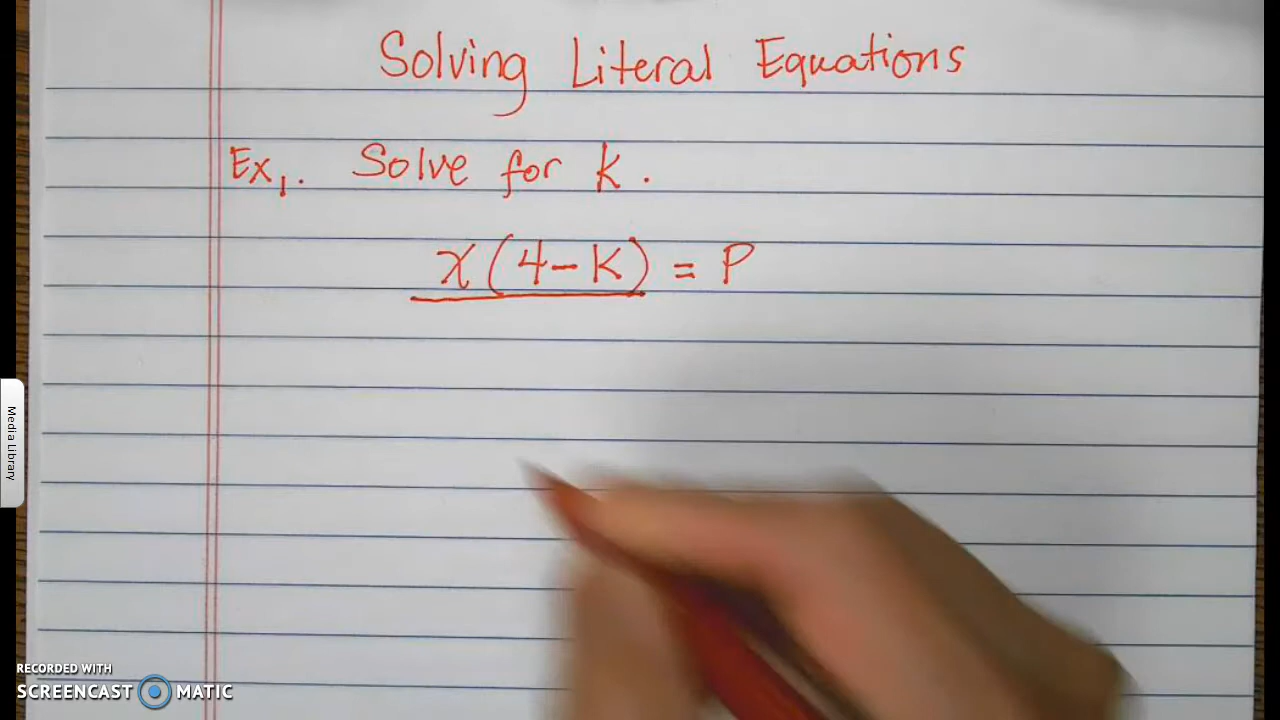 Solving Literal Equations
Ex1. Solve for k.
x(4-k) = P
Media Library
RECORDED WITH
SCREENCAST MATIC